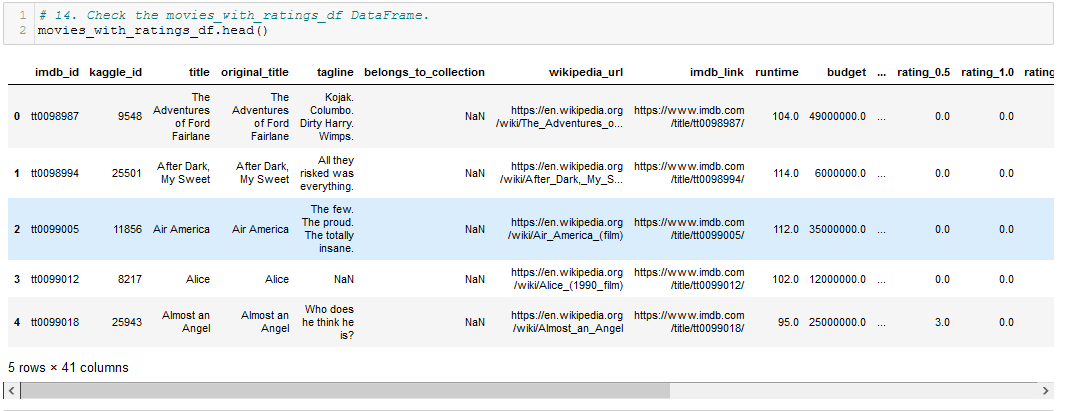 1 # 14. Check the movies_with_ratings_df DataFrame.
2 movies_with_ratings_df.head()
imdb_id kaggle_id title original_title tagline belongs_to_collection wikipedia_url imdb_link runtime budget ... rating_0.5 rating_1.0 rating
The The Kojak.
Adventures Adventures Columbo. https://en.wikipedia.org https://www.imdb.com
0 tt0098987 9548 of Ford of Ford Dirty Harry. NaN /wiki/The_Adventures_o... /title/tt0098987/ 104.0 49000000.0 ... 0.0 0.0
Fairlane Fairlane Wimps.
After Dark, After Dark, All they https://en.wikipedia.org https://www.imdb.com
1 tt0098994 25501 My Sweet My Sweet risked was NaN /wiki/After_Dark,_My_S... /title/tt0098994/ 114.0 6000000.0 ... 0.0 0.0
everything.
The few.
The proud. https://en.wikipedia.org https://www.imdb.com
2 tt0099005 11856 Air America Air America The totally NaN /wiki/Air_America_(film) /title/tt0099005/ 112.0 35000000.0 ... 0.0 0.0
insane.
https://en.wikipedia.org https://www.imdb.com
3 tt0099012 8217 Alice Alice NaN NaN /wiki/Alice_(1990_film) /title/tt0099012/ 102.0 12000000.0 ... 0.0 0.0
Almost an Almost an Who does https://en.wikipedia.org https://www.imdb.com
4 tt0099018 25943 Angel Angel he think he NaN /wiki/Almost_an_Angel /title/tt0099018/ 95.0 25000000.0 ... 3.0 0.0
is?
5 rows × 41 columns